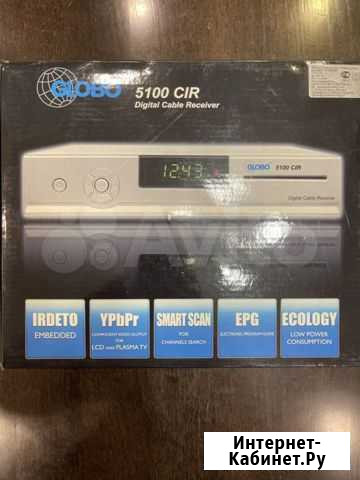 GLOBO
5100 CIR
Digital Cable Receiver
12:43
GLOBO 5100 CIR
Digital Cable Receiver
IRDETO
EMBEDDED
YPbPr
COMPONENT VIDEO OUTPUT
FOR
LCD AND PLASMA TV
SMART SCAN
FOR
CHANNELS SEARCH
EPG
ELECTRONIC PROGRAM GUIDE
ECOLOGY
LOW POWER
CONSUMPTION
Avito
Интернет-
Кабинет.Ру